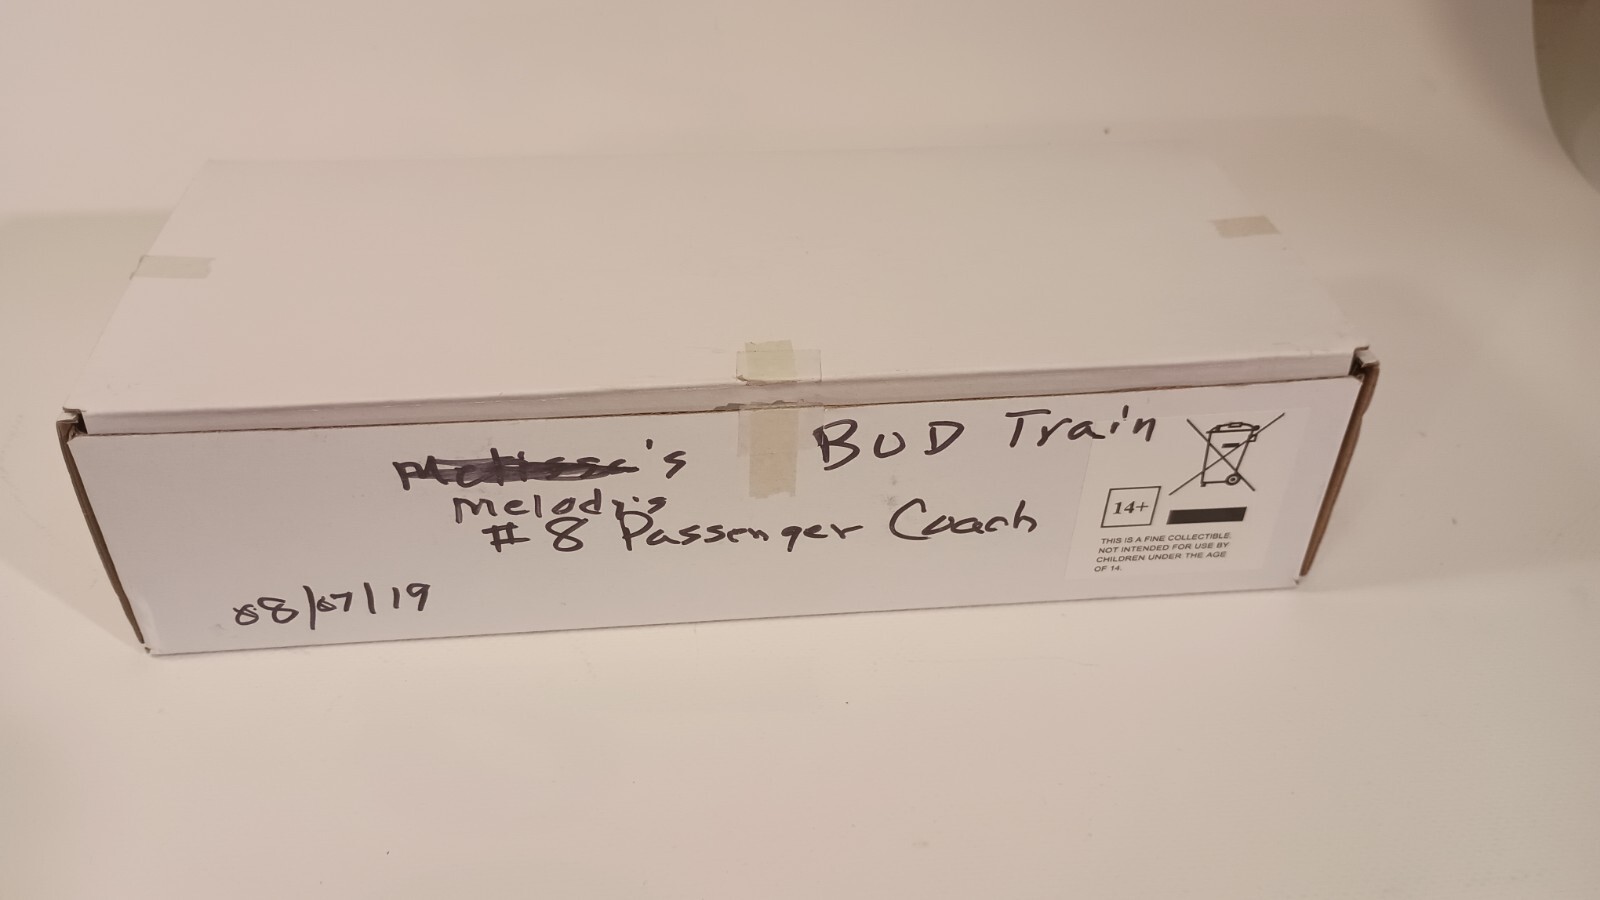 's BUD Train
Melody's
#8 Passenger Coach
08/07/19
14+
THIS IS A FINE COLLECTIBLE.
NOT INTENDED FOR USE BY
CHILDREN UNDER THE AGE
OF 14.